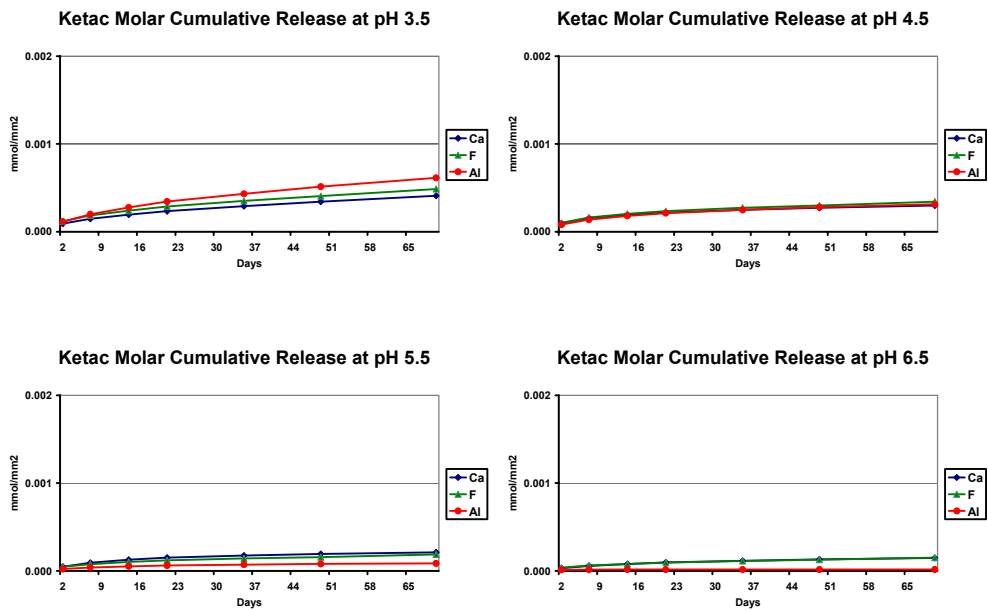 Ketac Molar Cumulative Release at pH 3.5
0.002
0.001
0.000
mmol/mm2
2 9 16 23 30 37 44 51 58 65
Days
Ca
F
Al
Ketac Molar Cumulative Release at pH 4.5
0.002
0.001
0.000
mmol/mm2
2 9 16 23 30 37 44 51 58 65
Days
Ca
F
Al
Ketac Molar Cumulative Release at pH 5.5
0.002
0.001
0.000
mmol/mm2
2 9 16 23 30 37 44 51 58 65
Days
Ca
F
Al
Ketac Molar Cumulative Release at pH 6.5
0.002
0.001
0.000
mmol/mm2
2 9 16 23 30 37 44 51 58 65
Days
Ca
F
Al